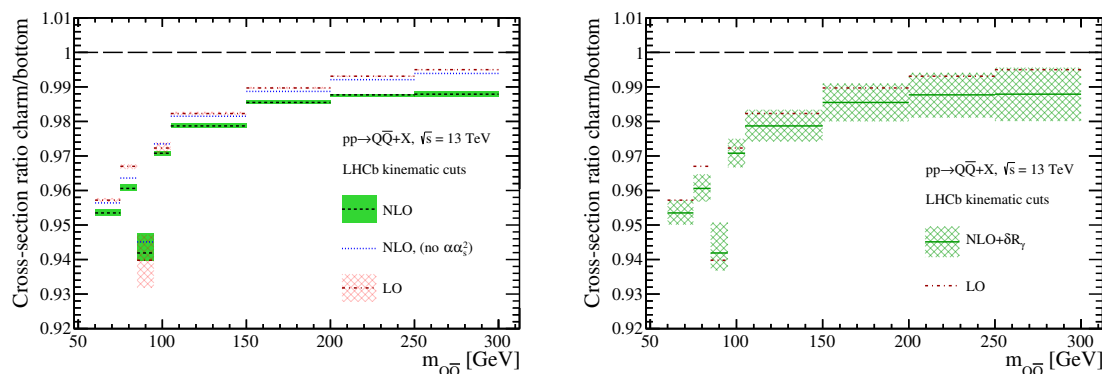 Cross-section ratio charm/bottom
1.01
1
0.99
0.98
0.97
0.96
0.95
0.94
0.93
0.92
pp→QQ̅+X, √s = 13 TeV
LHCb kinematic cuts
NLO
NLO, (no αα²ₛ)
LO
50 100 150 200 250 300
m_QQ̅ [GeV]
Cross-section ratio charm/bottom
1.01
1
0.99
0.98
0.97
0.96
0.95
0.94
0.93
0.92
pp→QQ̅+X, √s = 13 TeV
LHCb kinematic cuts
NLO+δR_γ
LO
50 100 150 200 250 300
m_QQ̅ [GeV]